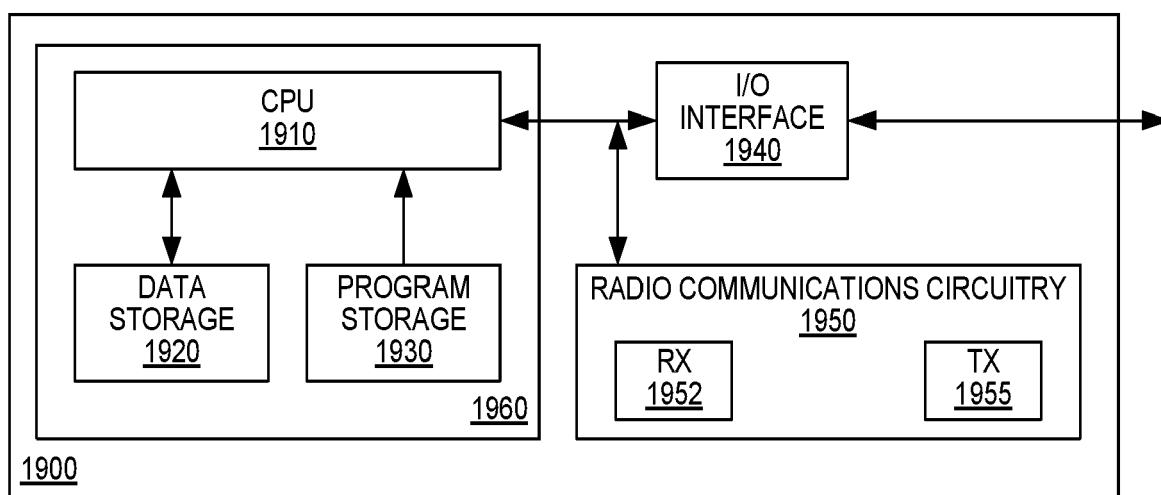 CPU
1910
I/O
INTERFACE
1940
DATA
STORAGE
1920
PROGRAM
STORAGE
1930
RADIO COMMUNICATIONS CIRCUITRY
1950
RX
1952
TX
1955
1960
1900